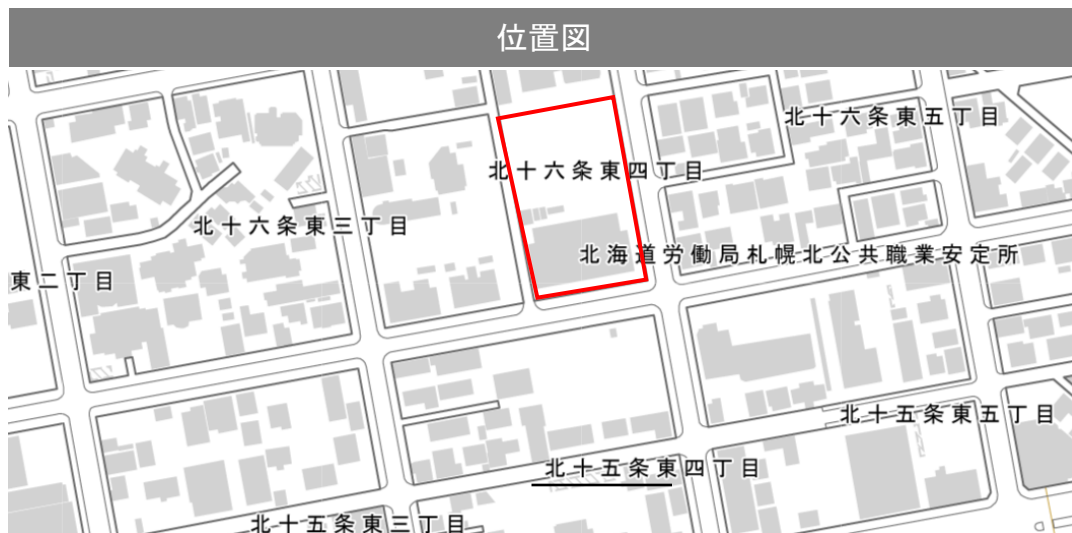 位置図
北十六条東五丁目
北十六条東四丁目
北十六条東三丁目
北海道労働局札幌北公共職業安定所
東二丁目
北十五条東五丁目
北十五条東四丁目
北十五条東三丁目